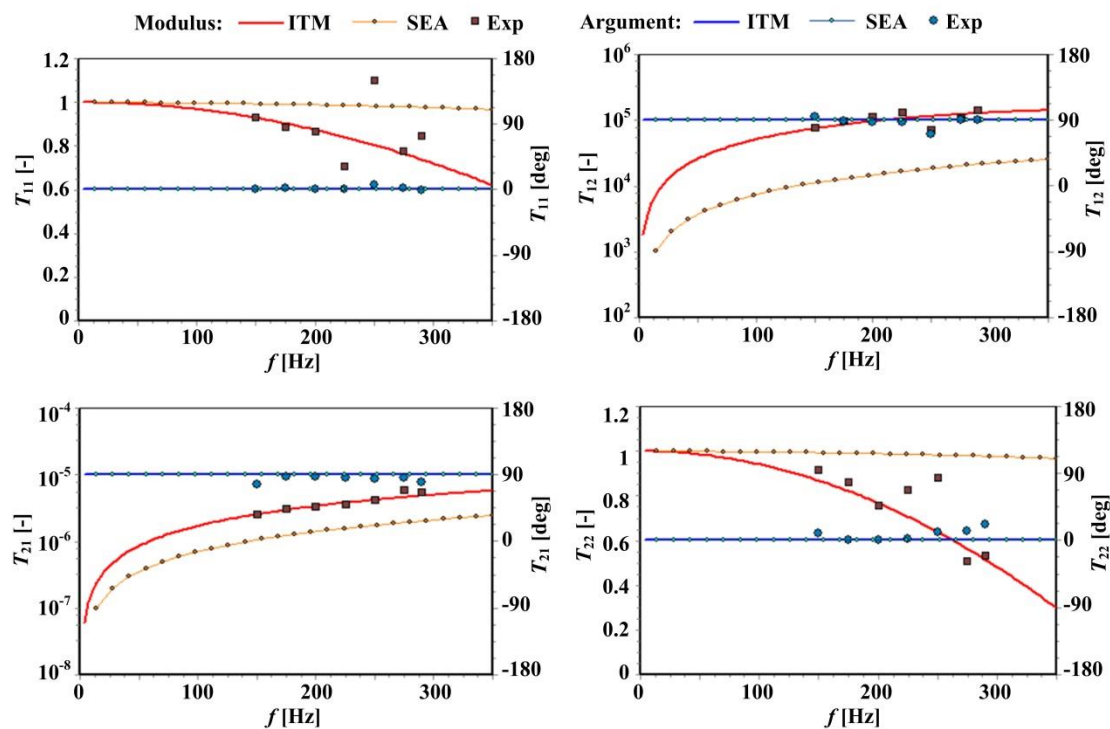 Modulus: ITM SEA Exp Argument: ITM SEA Exp
1.2
1
0.8
0.6
0.4
0.2
0
T11 [-]
180
90
0
-90
-180
T11 [deg]
0 100 200 300
f [Hz]
10^6
10^5
10^4
10^3
10^2
T12 [-]
180
90
0
-90
-180
T12 [deg]
0 100 200 300
f [Hz]
10^-4
10^-5
10^-6
10^-7
10^-8
T21 [-]
180
90
0
-90
-180
T21 [deg]
0 100 200 300
f [Hz]
1.2
1
0.8
0.6
0.4
0.2
0
T22 [-]
180
90
0
-90
-180
T22 [deg]
0 100 200 300
f [Hz]